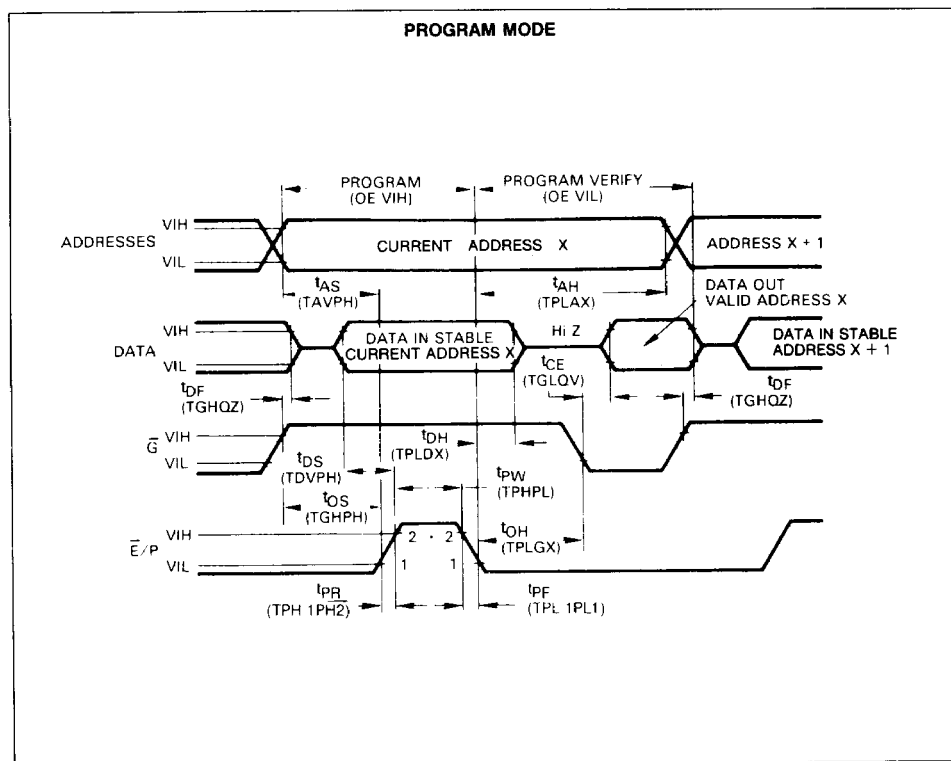 PROGRAM MODE
PROGRAM
(OE VIH)
PROGRAM VERIFY
(OE VIL)
ADDRESSES
VIH
VIL
CURRENT ADDRESS X
ADDRESS X + 1
tAS
(TAVPH)
tAH
(TPLAX)
DATA OUT
VALID ADDRESS X
DATA
VIH
VIL
DATA IN STABLE
CURRENT ADDRESS X
Hi Z
DATA IN STABLE
ADDRESS X + 1
tCE
(TGLQV)
tDF
(TGHQZ)
tDF
(TGHQZ)
G
VIH
VIL
tDH
(TPLDX)
tDS
(TDVPH)
tPW
(TPHPL)
tOS
(TGHPH)
tOH
(TPLGX)
E/P
VIH
VIL
2 · 2
1 1
tPR
(TPH 1PH2)
tPF
(TPL 1PL1)